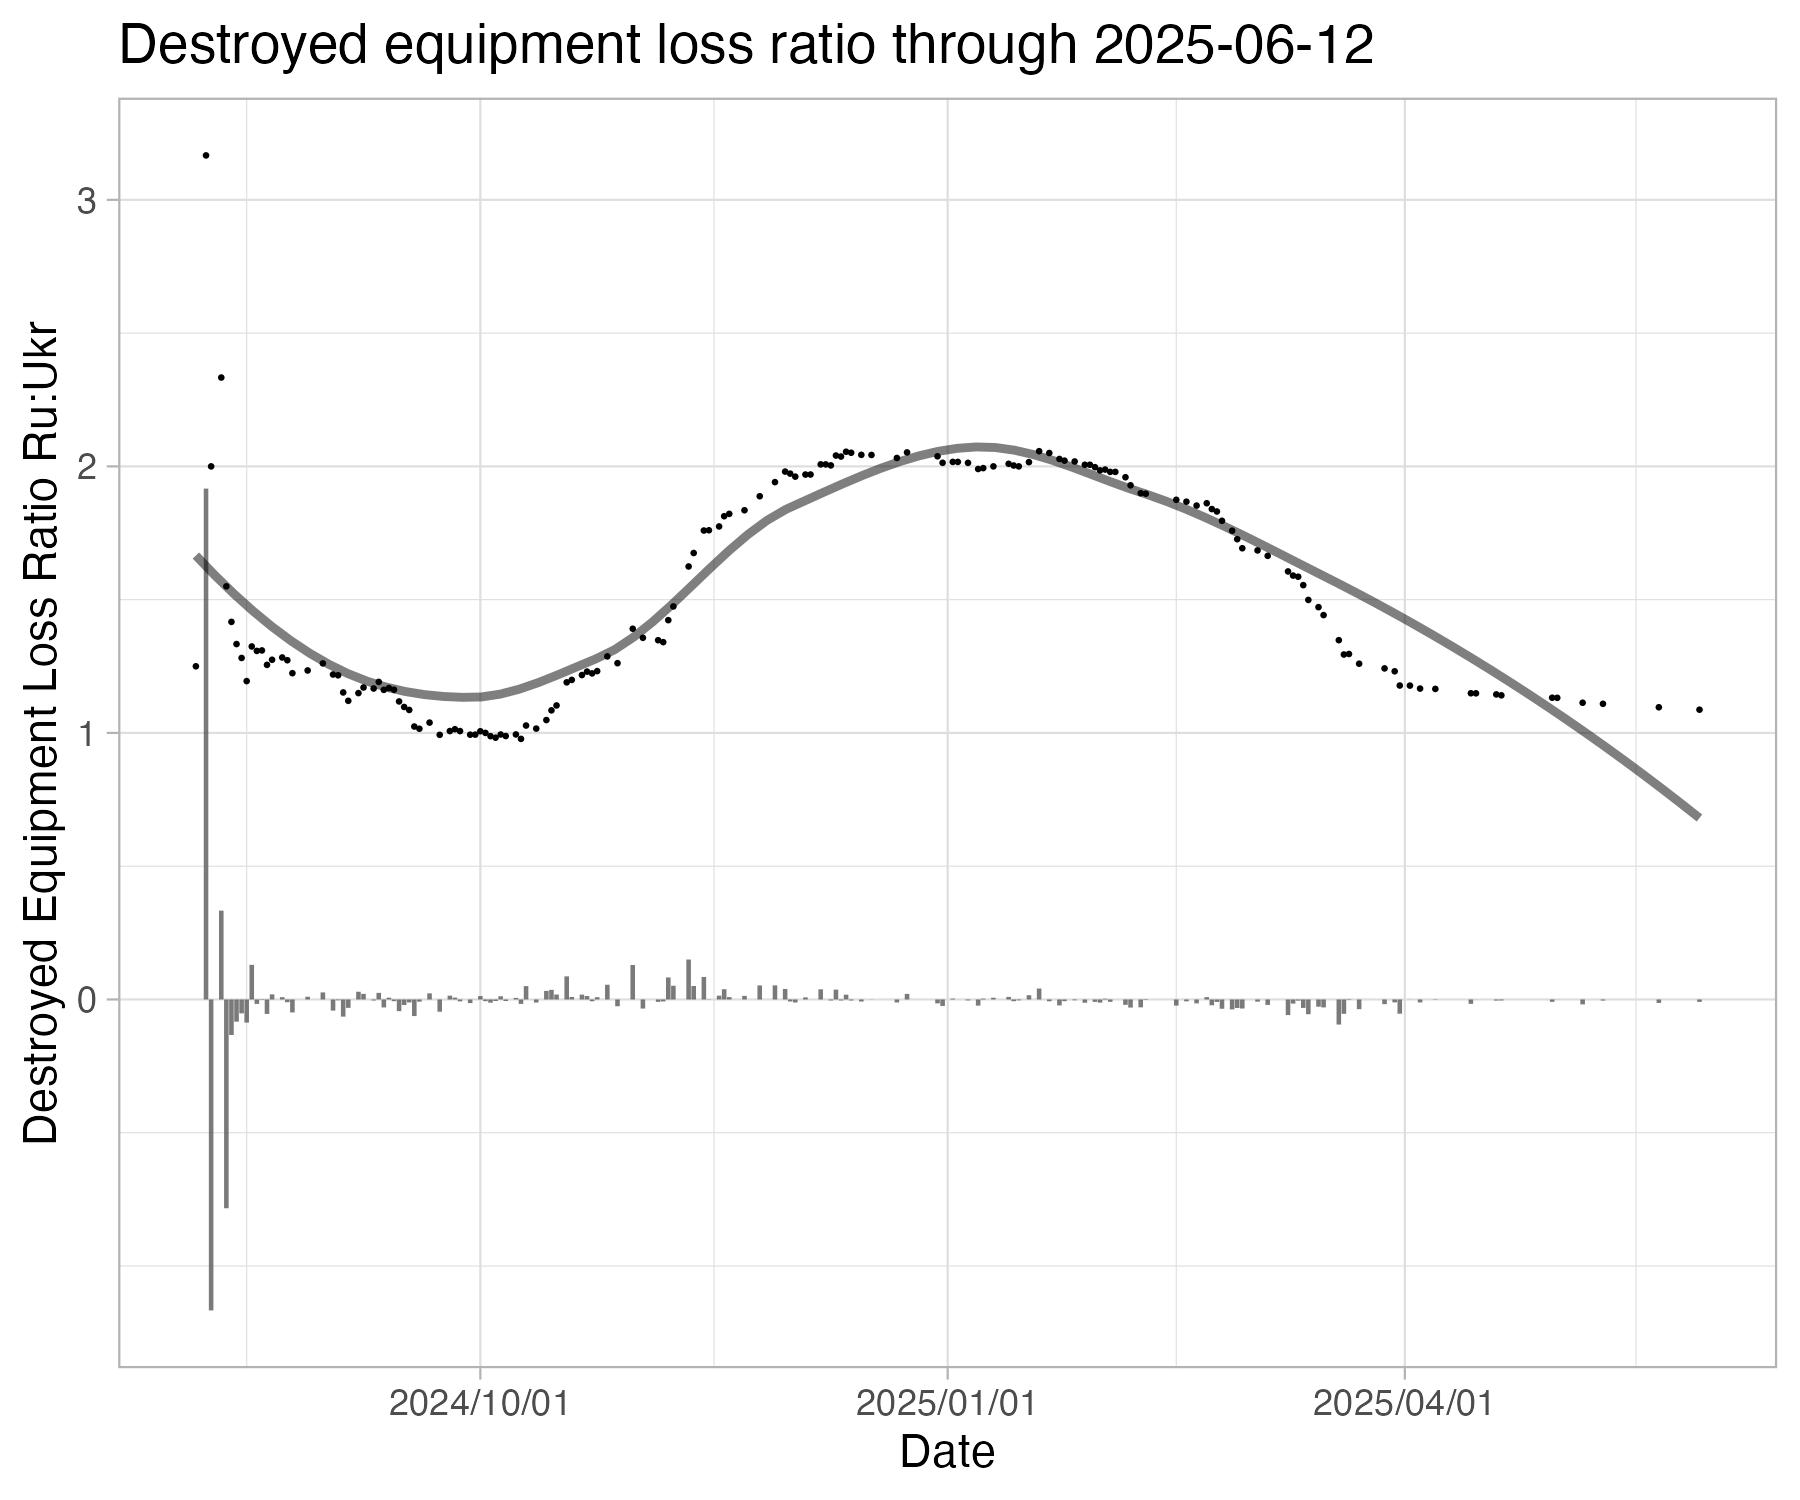 Destroyed equipment loss ratio through 2025-06-12
Destroyed Equipment Loss Ratio Ru:Ukr
3
2
1
0
2024/10/01
2025/01/01
2025/04/01
Date